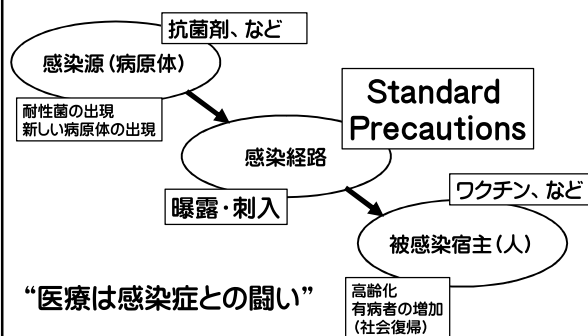 抗菌剤、など
感染源（病原体）
耐性菌の出現
新しい病原体の出現
Standard
Precautions
感染経路
曝露・刺入
ワクチン、など
被感染宿主（人）
“医療は感染症との闘い”
高齢化
有病者の増加
（社会復帰）